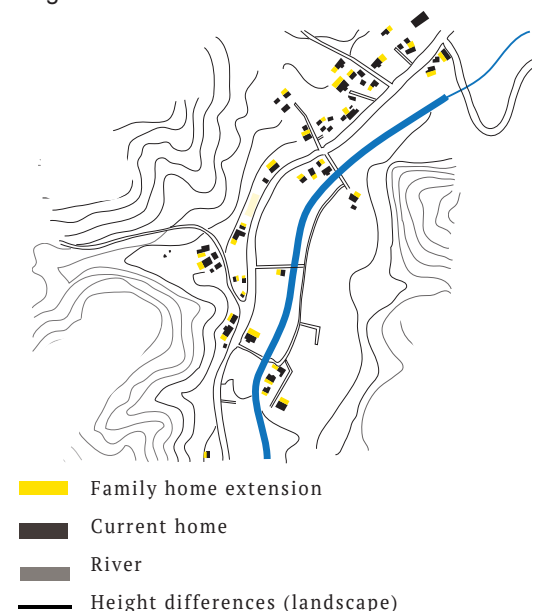 Family home extension
Current home
River
Height differences (landscape)